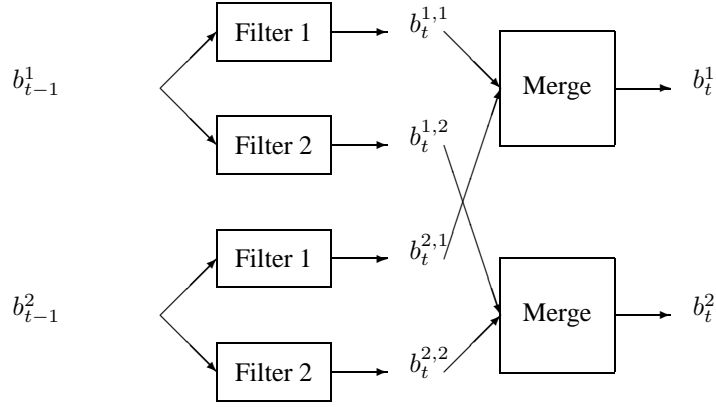 Filter 1 b_t^{1,1}
b_{t-1}^1 Merge b_t^1
Filter 2 b_t^{1,2}
Filter 1 b_t^{2,1}
b_{t-1}^2 Merge b_t^2
Filter 2 b_t^{2,2}